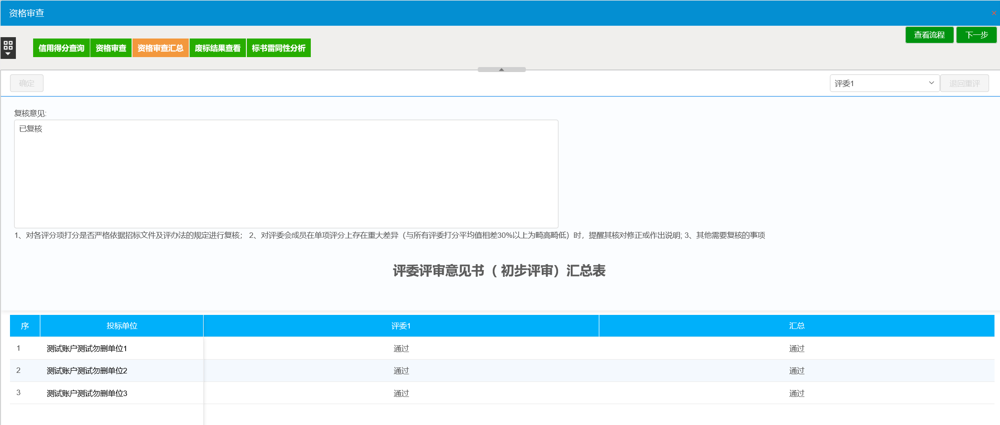 资格审查
查看流程 下一步
信用得分查询 资格审查 资格审查汇总 废标结果查看 标书雷同性分析
确定 评委1 退回重评
复核意见:
已复核
1、对各评分项打分是否严格依据招标文件及评办法的规定进行复核； 2、对评委会成员在单项评分上存在重大差异（与所有评委打分平均值相差30%以上为畸高畸低）时，提醒其核对修正或作出说明; 3、其他需要复核的事项
评委评审意见书（ 初步评审）汇总表
序 投标单位 评委1 汇总
1 测试账户测试勿删单位1 通过 通过
2 测试账户测试勿删单位2 通过 通过
3 测试账户测试勿删单位3 通过 通过